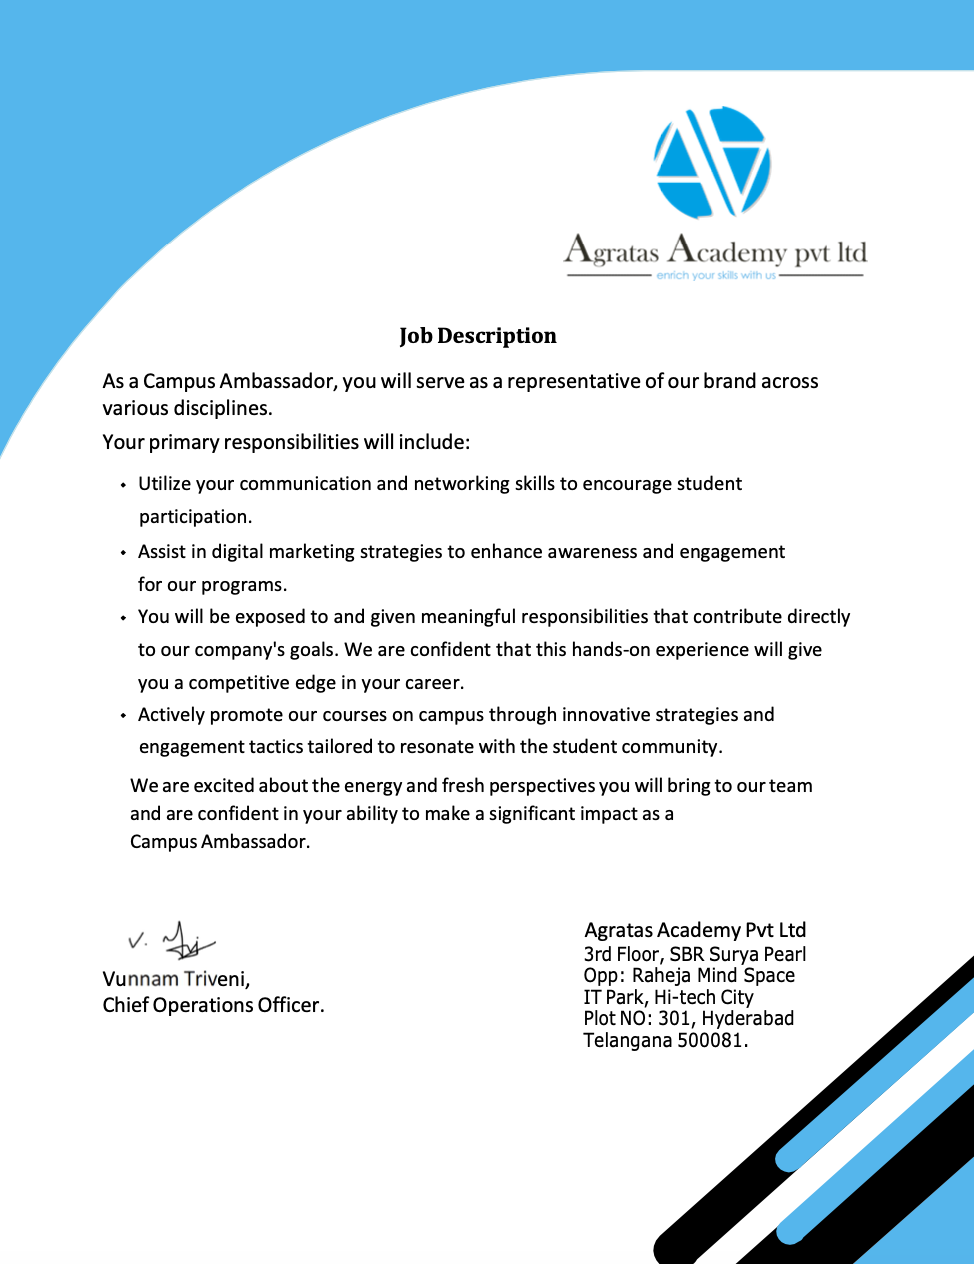 Agratas Academy pvt ltd
enrich your skills with us
Job Description
As a Campus Ambassador, you will serve as a representative of our brand across
various disciplines.
Your primary responsibilities will include:
• Utilize your communication and networking skills to encourage student
participation.
• Assist in digital marketing strategies to enhance awareness and engagement
for our programs.
• You will be exposed to and given meaningful responsibilities that contribute directly
to our company's goals. We are confident that this hands-on experience will give
you a competitive edge in your career.
• Actively promote our courses on campus through innovative strategies and
engagement tactics tailored to resonate with the student community.
We are excited about the energy and fresh perspectives you will bring to our team
and are confident in your ability to make a significant impact as a
Campus Ambassador.
V.
Vunnam Triveni,
Chief Operations Officer.
Agratas Academy Pvt Ltd
3rd Floor, SBR Surya Pearl
Opp: Raheja Mind Space
IT Park, Hi-tech City
Plot NO: 301, Hyderabad
Telangana 500081.